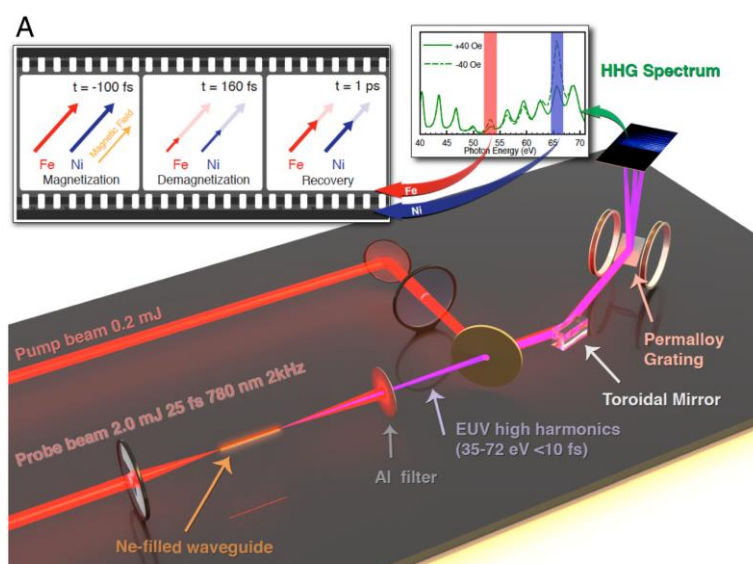 A
t = -100 fs
t = 160 fs
t = 1 ps
Magnetic Field
Fe
Ni
Fe
Ni
Fe
Ni
Magnetization
Demagnetization
Recovery
+40 Oe
-40 Oe
40 45 50 55 60 65 70
Photon Energy (eV)
HHG Spectrum
Fe
Ni
Pump beam 0.2 mJ
Probe beam 2.0 mJ 25 fs 780 nm 2kHz
Permalloy
Grating
Toroidal Mirror
EUV high harmonics
(35-72 eV <10 fs)
Al filter
Ne-filled waveguide